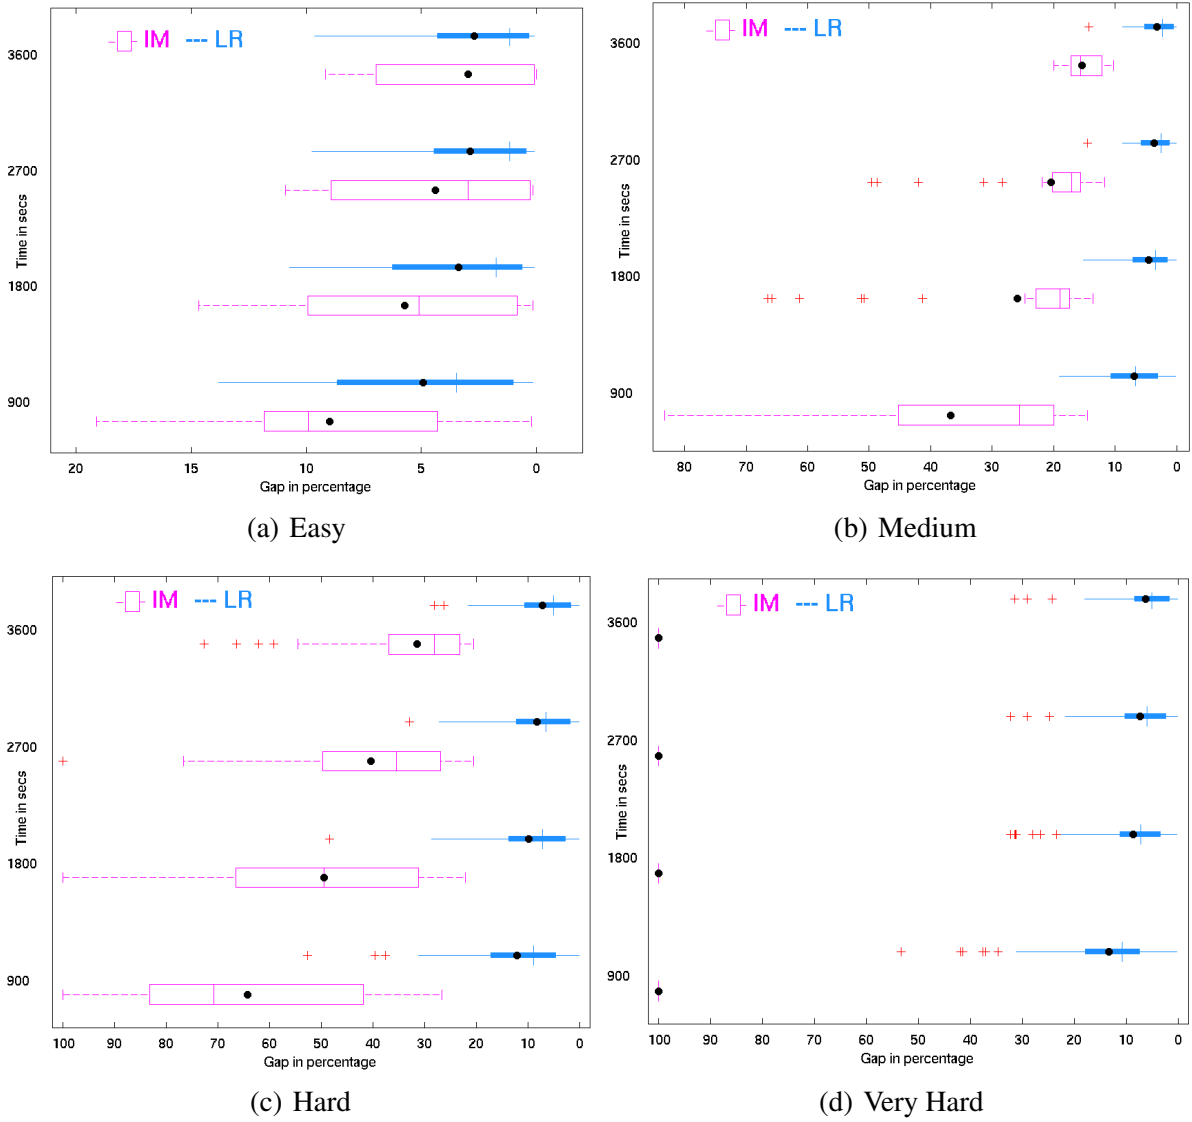 IM LR
3600
2700
1800
900
Time in secs
20 15 10 5 0
Gap in percentage
(a) Easy
IM LR
3600
2700
1800
900
Time in secs
80 70 60 50 40 30 20 10 0
Gap in percentage
(b) Medium
IM LR
3600
2700
1800
900
Time in secs
100 90 80 70 60 50 40 30 20 10 0
Gap in percentage
(c) Hard
IM LR
3600
2700
1800
900
Time in secs
100 90 80 70 60 50 40 30 20 10 0
Gap in percentage
(d) Very Hard